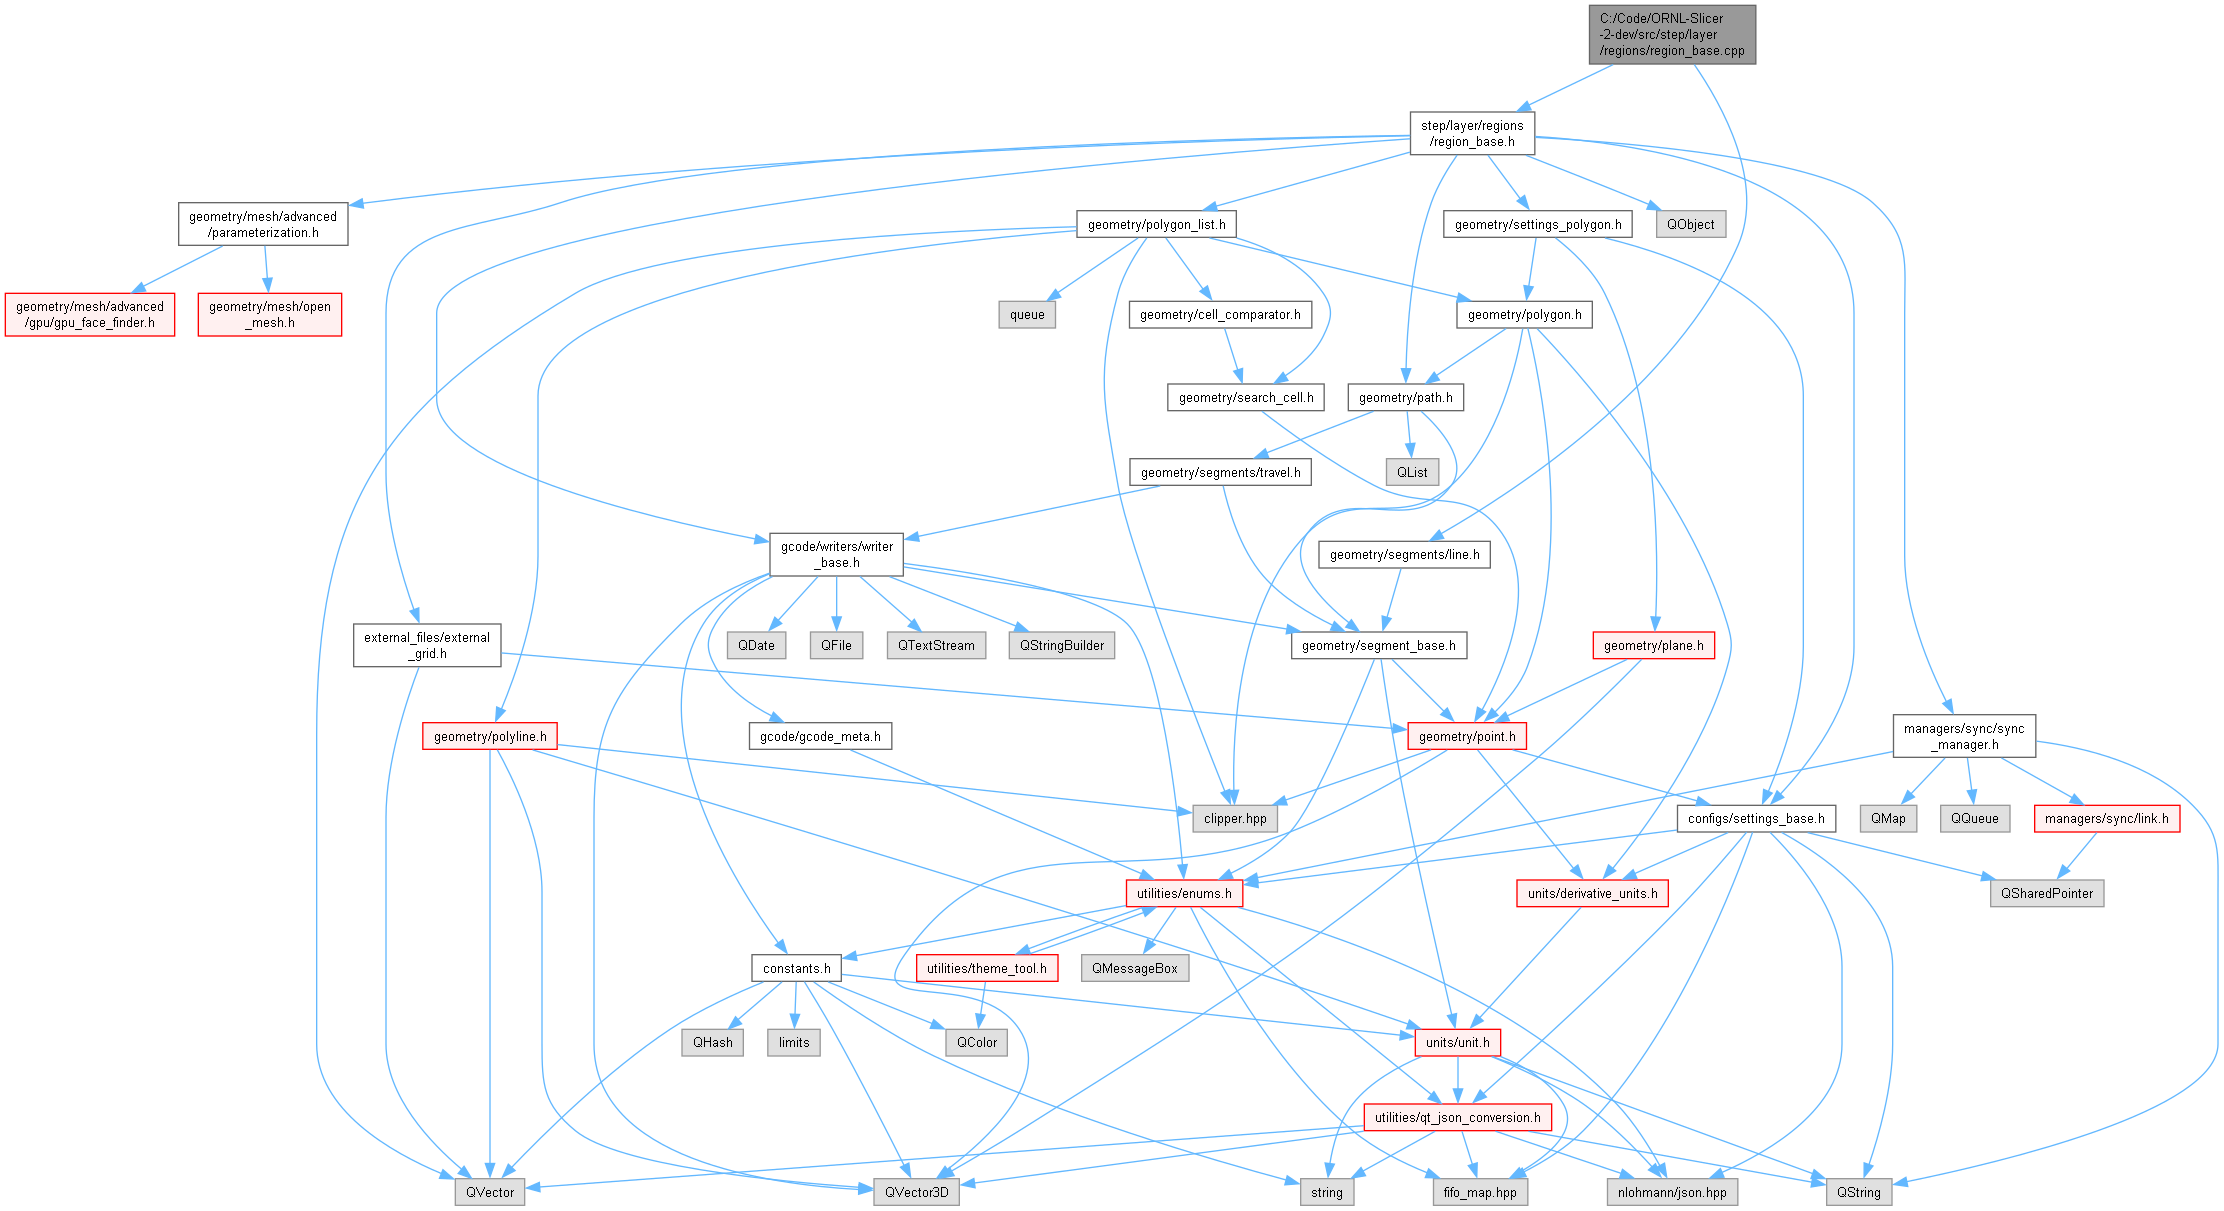 C:/Code/ORNL-Slicer
-2-dev/src/step/layer
/regions/region_base.cpp
step/layer/regions
/region_base.h
geometry/mesh/advanced
/parameterization.h
geometry/polygon_list.h
geometry/settings_polygon.h
QObject
geometry/mesh/advanced
/gpu/gpu_face_finder.h
geometry/mesh/open
_mesh.h
queue
geometry/cell_comparator.h
geometry/polygon.h
geometry/search_cell.h
geometry/path.h
geometry/segments/travel.h
QList
gcode/writers/writer
_base.h
geometry/segments/line.h
external_files/external
_grid.h
QDate
QFile
QTextStream
QStringBuilder
geometry/segment_base.h
geometry/plane.h
geometry/polyline.h
gcode/gcode_meta.h
geometry/point.h
managers/sync/sync
_manager.h
clipper.hpp
configs/settings_base.h
QMap
QQueue
managers/sync/link.h
utilities/enums.h
units/derivative_units.h
QSharedPointer
constants.h
utilities/theme_tool.h
QMessageBox
QHash
limits
QColor
units/unit.h
utilities/qt_json_conversion.h
QVector
QVector3D
string
fifo_map.hpp
nlohmann/json.hpp
QString